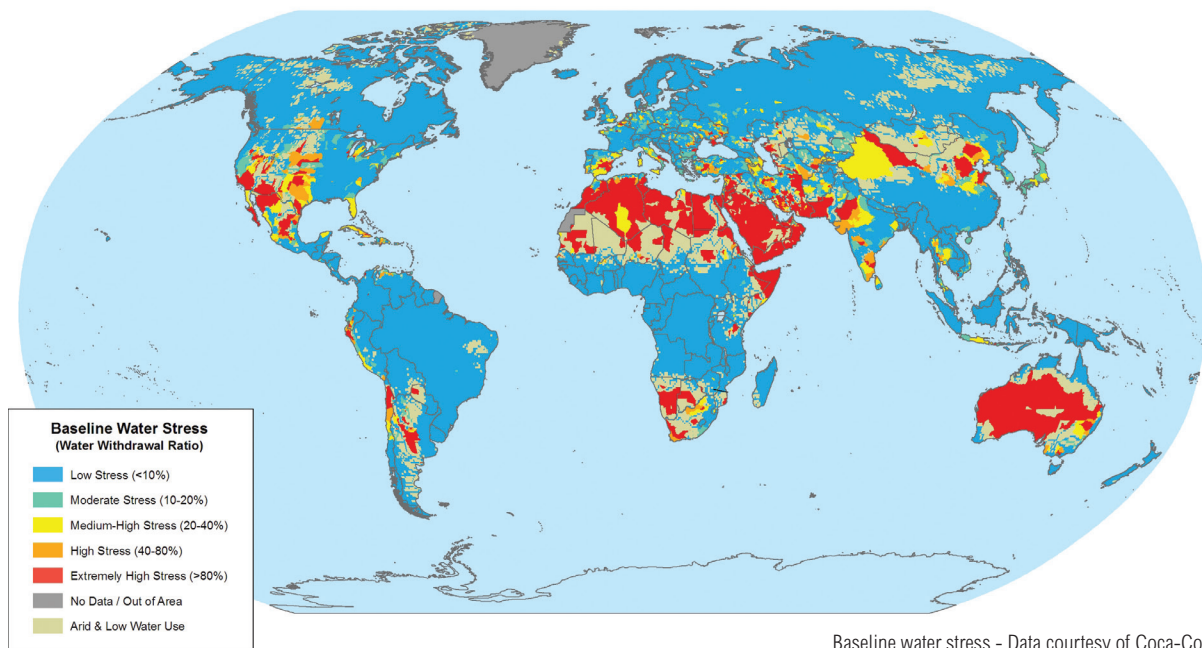 Baseline Water Stress
(Water Withdrawal Ratio)
Low Stress (<10%)
Moderate Stress (10-20%)
Medium-High Stress (20-40%)
High Stress (40-80%)
Extremely High Stress (>80%)
No Data / Out of Area
Arid & Low Water Use
Baseline water stress - Data courtesy of Coca-Co